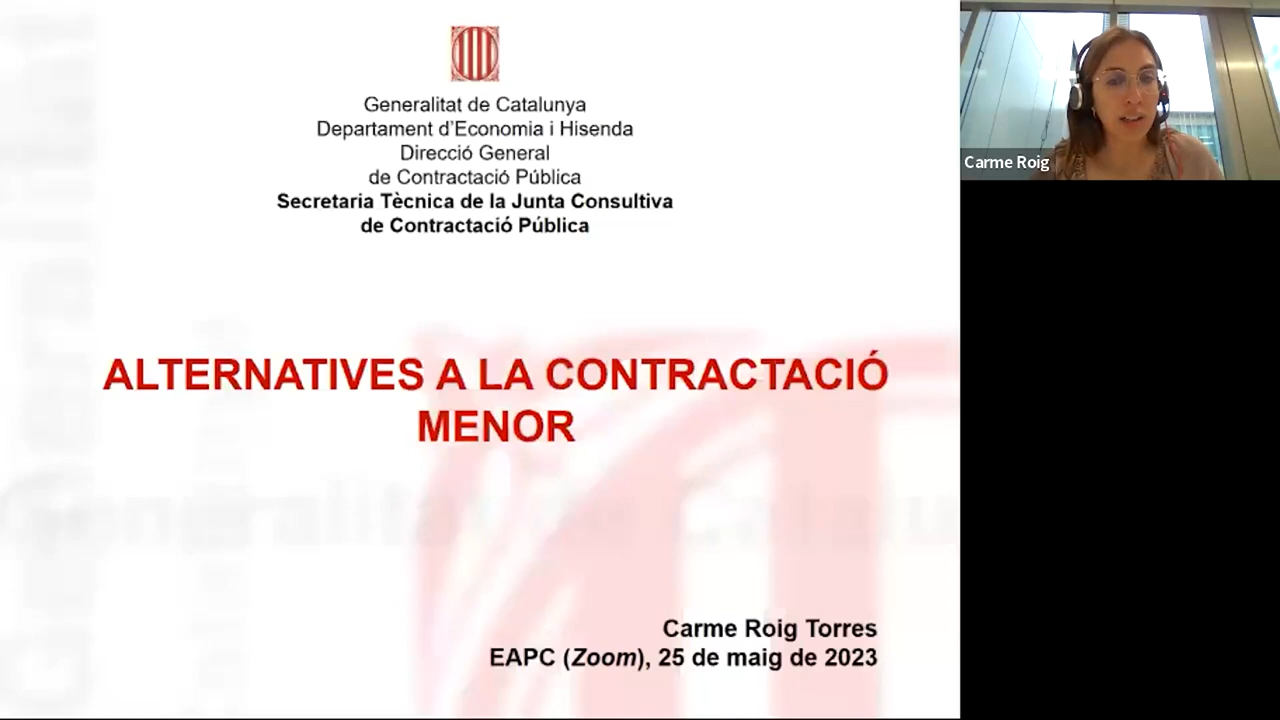 Generalitat de Catalunya
Departament d'Economia i Hisenda
Direcció General
de Contractació Pública
Secretaria Tècnica de la Junta Consultiva
de Contractació Pública
Carme Roig
ALTERNATIVES A LA CONTRACTACIÓ
MENOR
Carme Roig Torres
EAPC (Zoom), 25 de maig de 2023